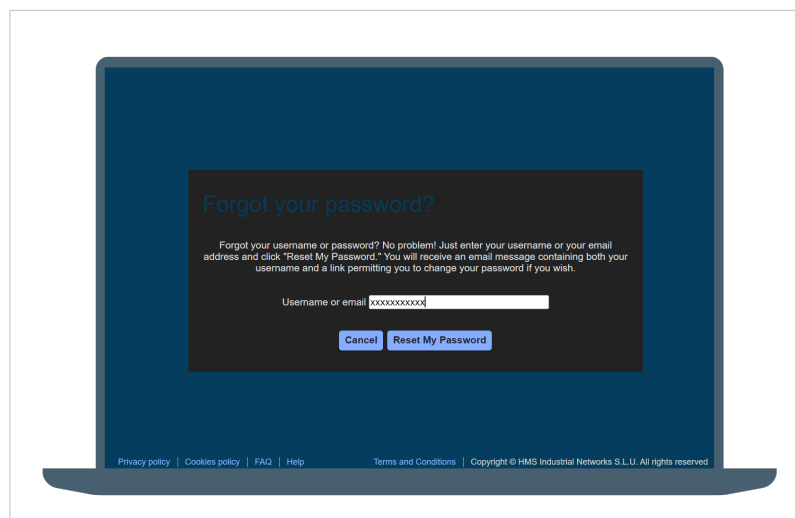 Forgot your password?
Forgot your username or password? No problem! Just enter your username or your email
address and click "Reset My Password." You will receive an email message containing both your
username and a link permitting you to change your password if you wish.
Username or email xxxxxxxxxxx
Cancel Reset My Password
Privacy policy | Cookies policy | FAQ | Help Terms and Conditions | Copyright © HMS Industrial Networks S.L.U. All rights reserved